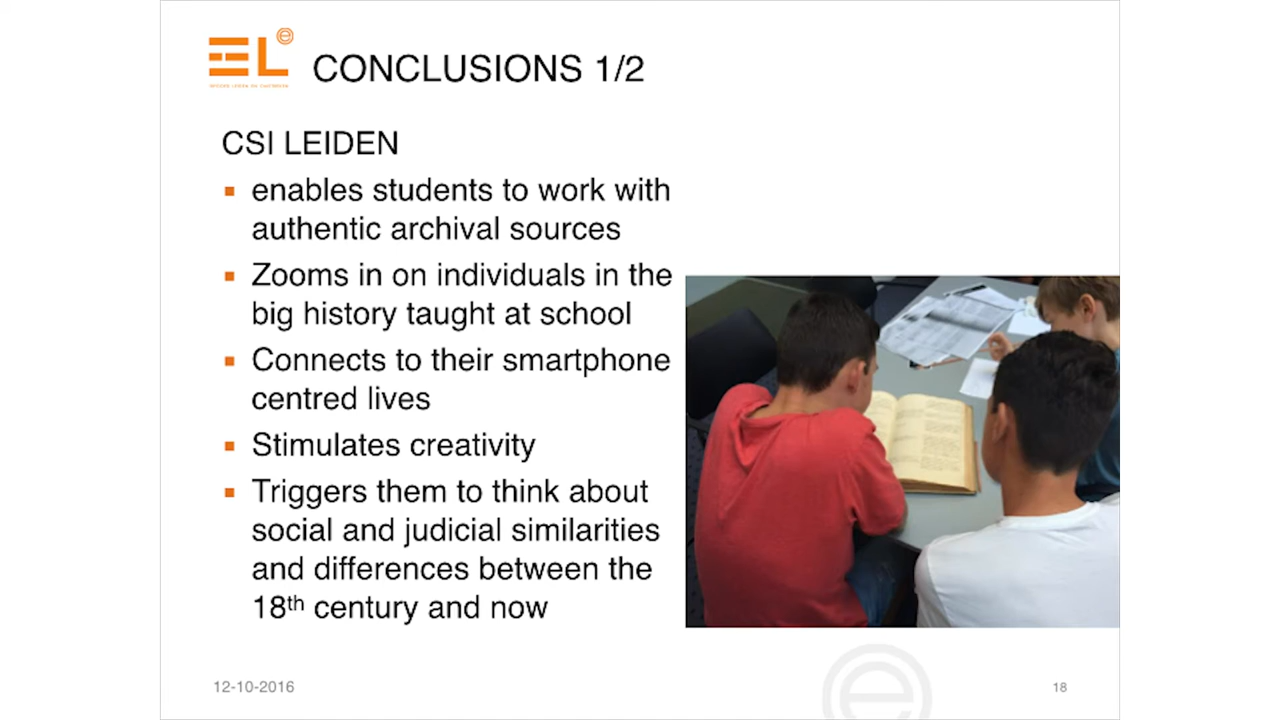 CONCLUSIONS 1/2
CSI LEIDEN
enables students to work with
authentic archival sources
Zooms in on individuals in the
big history taught at school
Connects to their smartphone
centred lives
Stimulates creativity
Triggers them to think about
social and judicial similarities
and differences between the
18th century and now
12-10-2016
18